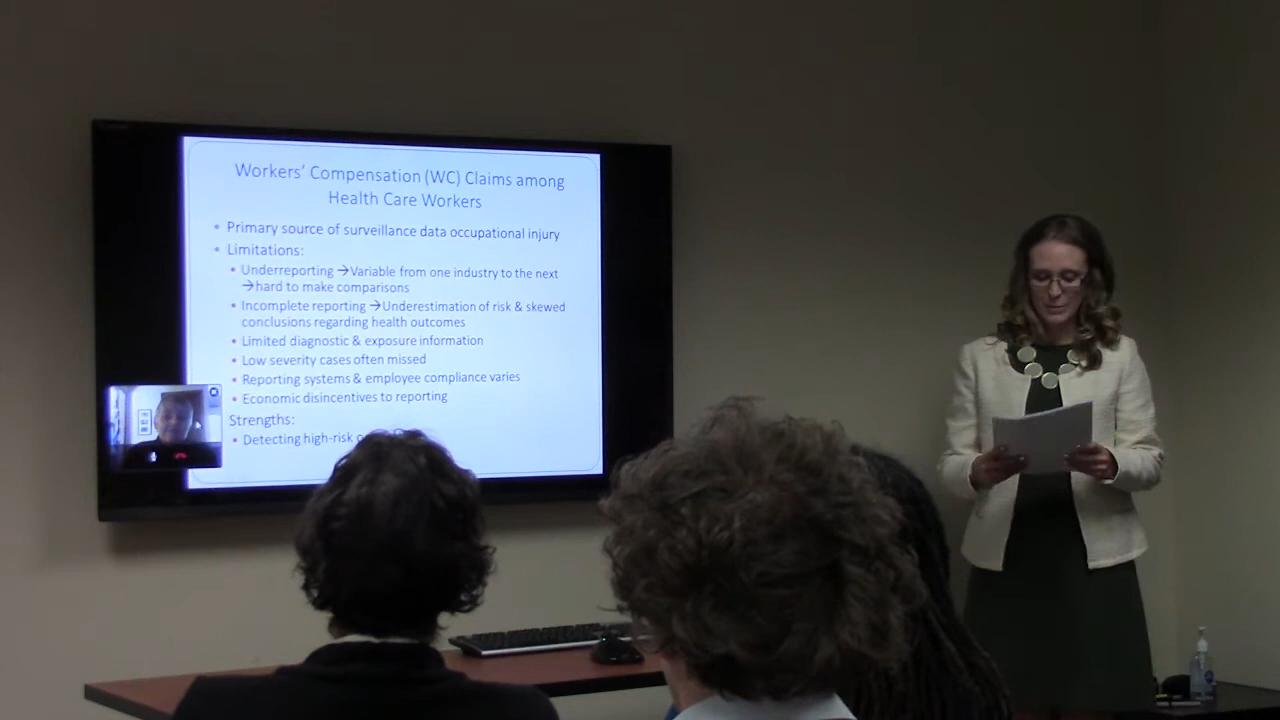 Workers' Compensation (WC) Claims among
Health Care Workers
• Primary source of surveillance data occupational injury
• Limitations:
• Underreporting →Variable from one industry to the next
→hard to make comparisons
• Incomplete reporting →Underestimation of risk & skewed
conclusions regarding health outcomes
• Limited diagnostic & exposure information
• Low severity cases often missed
• Reporting systems & employee compliance varies
• Economic disincentives to reporting
Strengths:
• Detecting high-risk